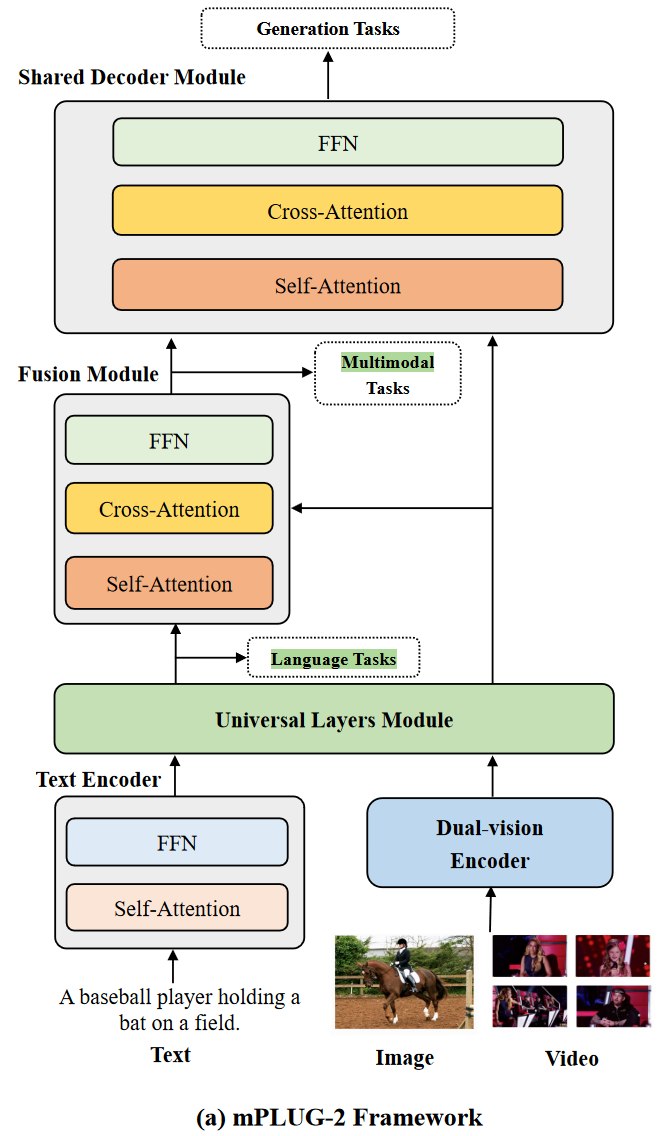 Generation Tasks
Shared Decoder Module
FFN
Cross-Attention
Self-Attention
Multimodal
Tasks
Fusion Module
FFN
Cross-Attention
Self-Attention
Language Tasks
Universal Layers Module
Text Encoder
FFN
Self-Attention
Dual-vision
Encoder
A baseball player holding a
bat on a field.
Text
Image
Video
(a) mPLUG-2 Framework